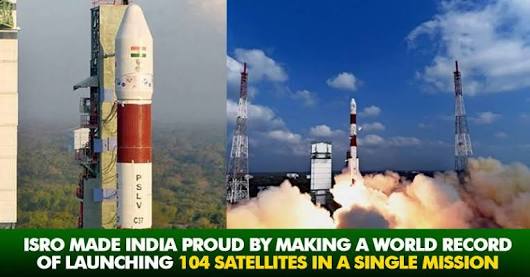 PSLV
C37
ISRO MADE INDIA PROUD BY MAKING A WORLD RECORD
OF LAUNCHING 104 SATELLITES IN A SINGLE MISSION